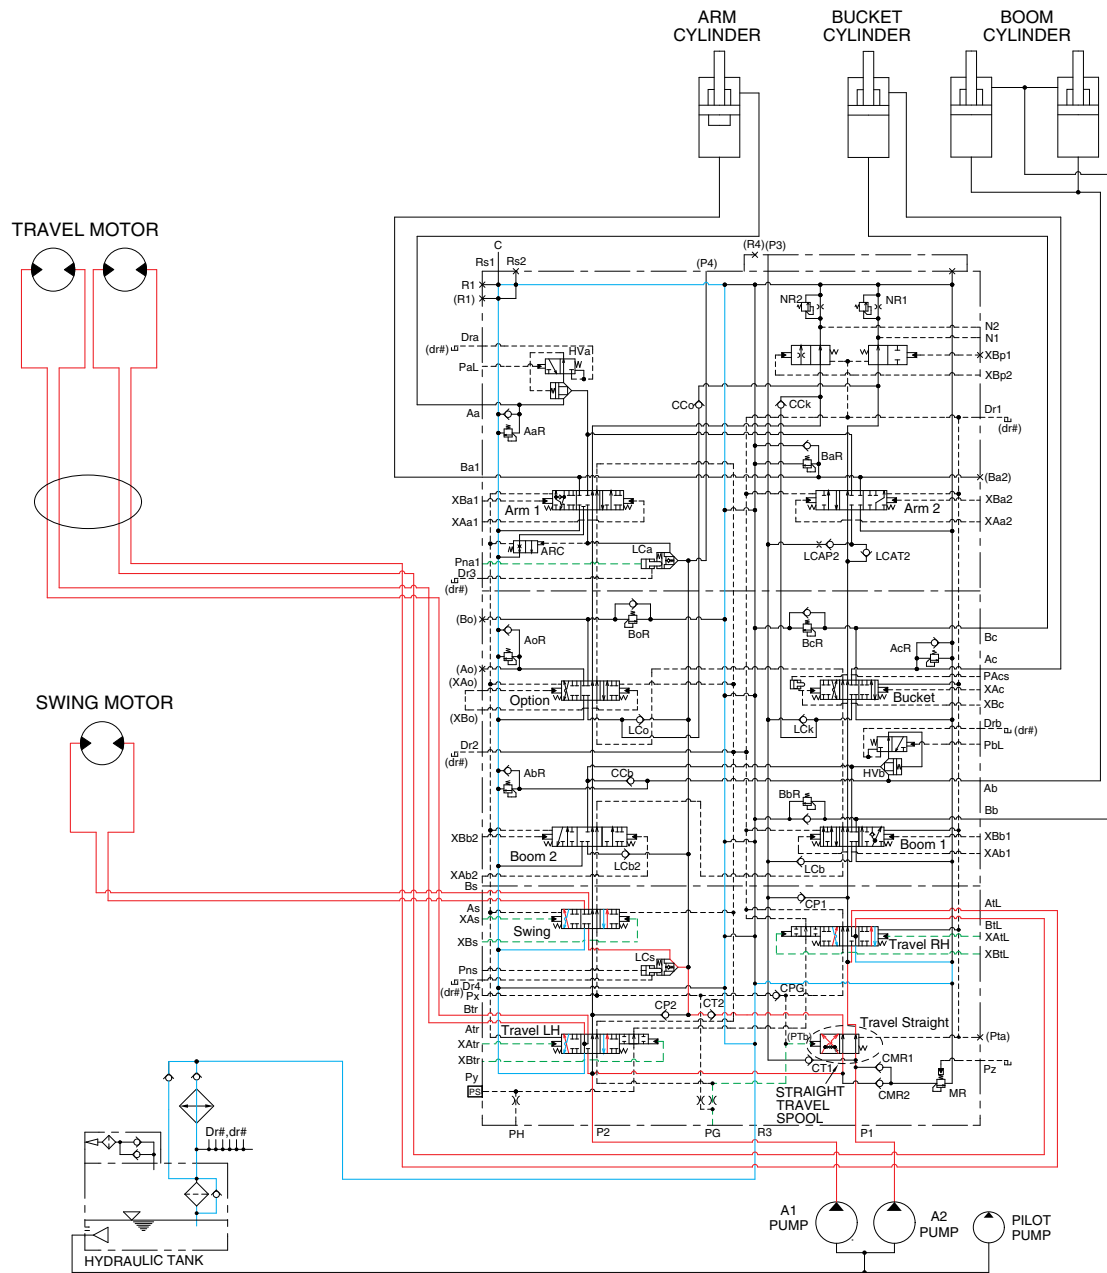 ARM
CYLINDER
BUCKET
CYLINDER
BOOM
CYLINDER
TRAVEL MOTOR
C
Rs1
Rs2
(P4)
(R4)
(P3)
R1
(R1)
NR2
NR1
N2
N1
Dra
(dr#)
HVa
PaL
XBp1
XBp2
CCo
CCk
Aa
AaR
Dr1
(dr#)
BaR
Ba1
(Ba2)
XBa1
Arm 1
Arm 2
XBa2
XAa1
XAa2
ARC
LCa
LCAP2
LCAT2
Pna1
Dr3
(dr#)
(Bo)
BoR
BcR
Bc
AoR
AcR
Ac
(Ao)
PAcs
(XAo)
XAc
Option
Bucket
XBc
(XBo)
LCo
LCk
Drb
(dr#)
Dr2
(dr#)
PbL
HVb
AbR
CCb
Ab
BbR
Bb
XBb2
Boom 2
Boom 1
XBb1
XAb1
LCb2
LCb
XAb2
Bs
CP1
AtL
As
XAs
Swing
BtL
XAtL
Travel RH
XBs
XBtL
LCs
Pns
Dr4
(dr#)
Px
CPG
Btr
CP2
CT2
Travel Straight
Atr
Travel LH
(PTb)
(Pta)
XAtr
XBtr
CT1
CMR1
Pz
Py
PS
STRAIGHT
TRAVEL
SPOOL
CMR2
MR
PH
P2
PG
R3
P1
SWING MOTOR
Dr#,dr#
HYDRAULIC TANK
A1
PUMP
A2
PUMP
PILOT
PUMP